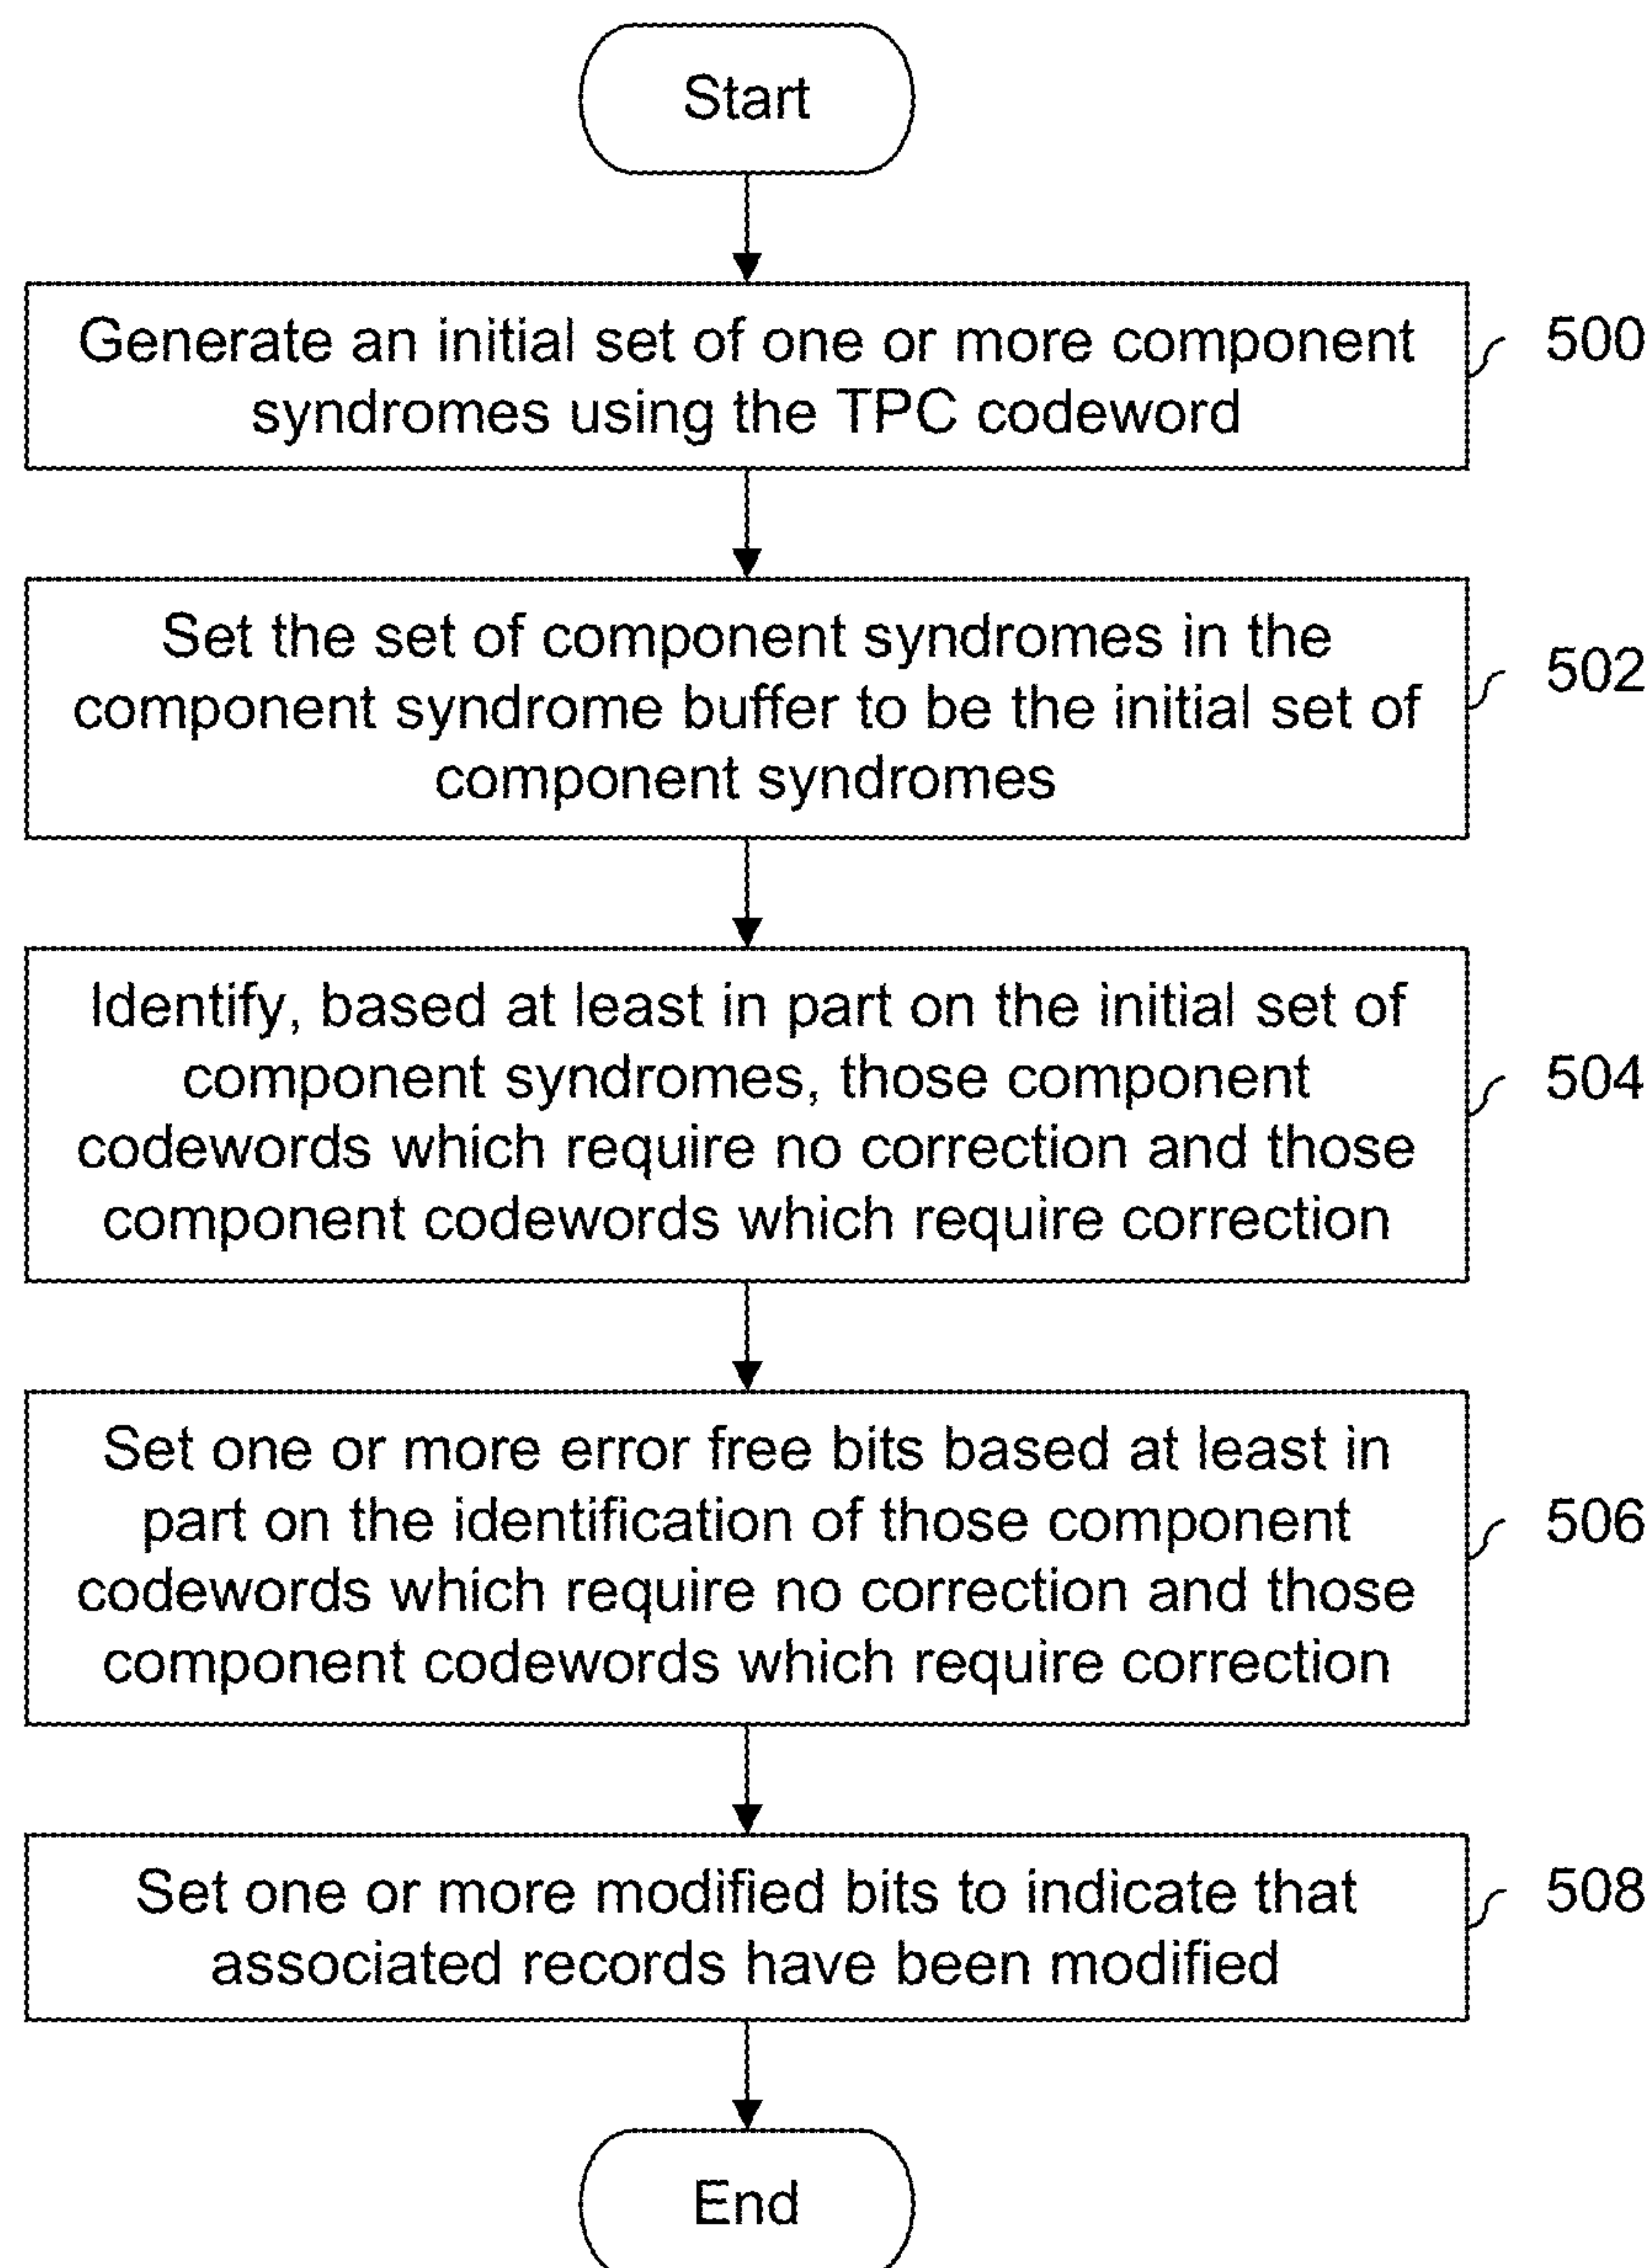 Start
Generate an initial set of one or more component
syndromes using the TPC codeword
500
Set the set of component syndromes in the
component syndrome buffer to be the initial set of
component syndromes
502
Identify, based at least in part on the initial set of
component syndromes, those component
codewords which require no correction and those
component codewords which require correction
504
Set one or more error free bits based at least in
part on the identification of those component
codewords which require no correction and those
component codewords which require correction
506
Set one or more modified bits to indicate that
associated records have been modified
508
End